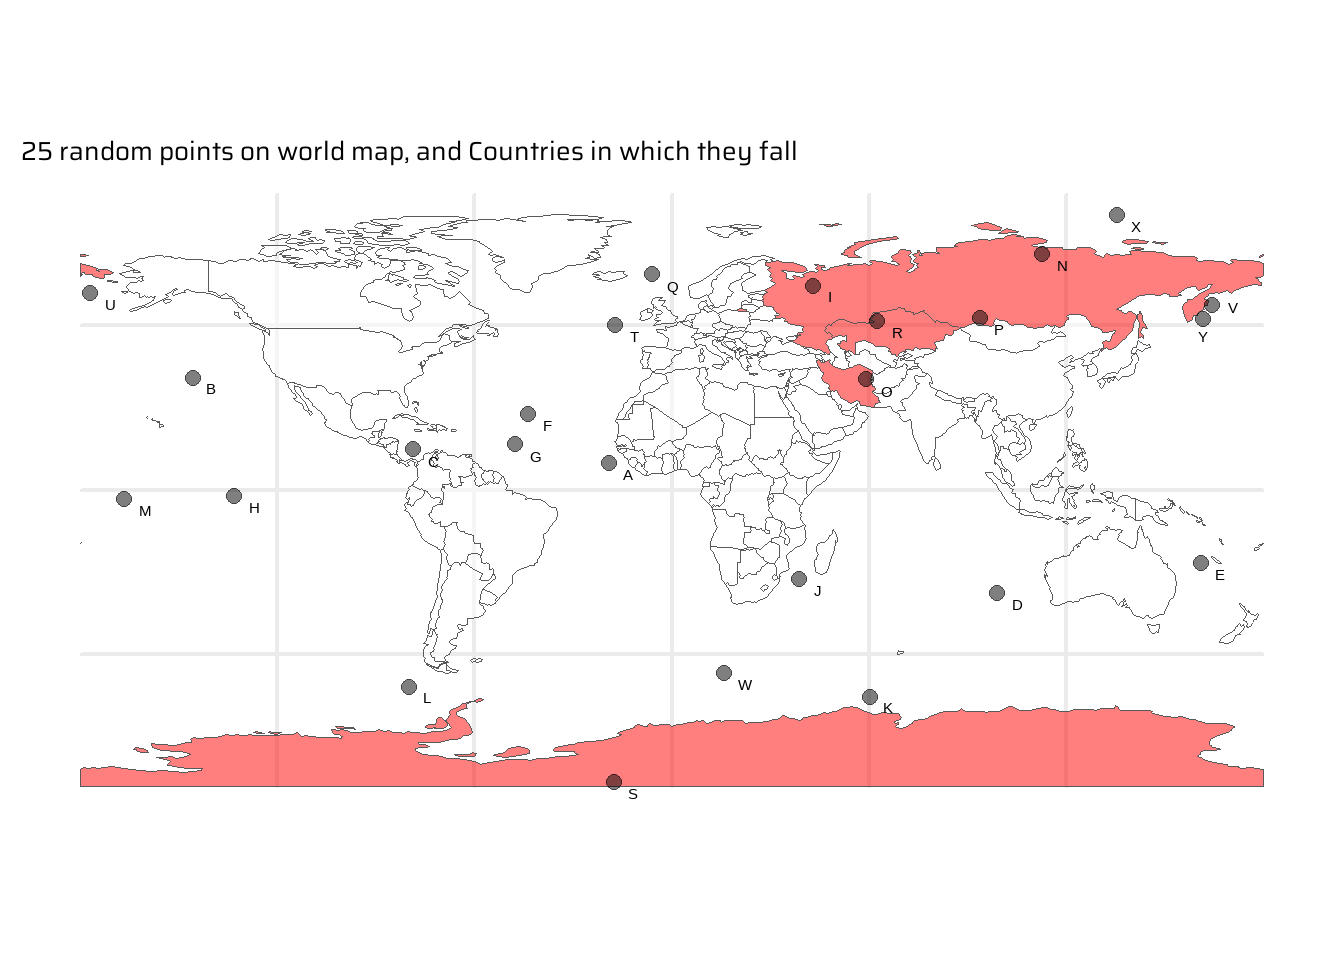 25 random points on world map, and Countries in which they fall
X
Q
N
I
U
V
T
R
P
Y
B
O
F
C
G
A
M
H
E
J
D
W
L
K
S